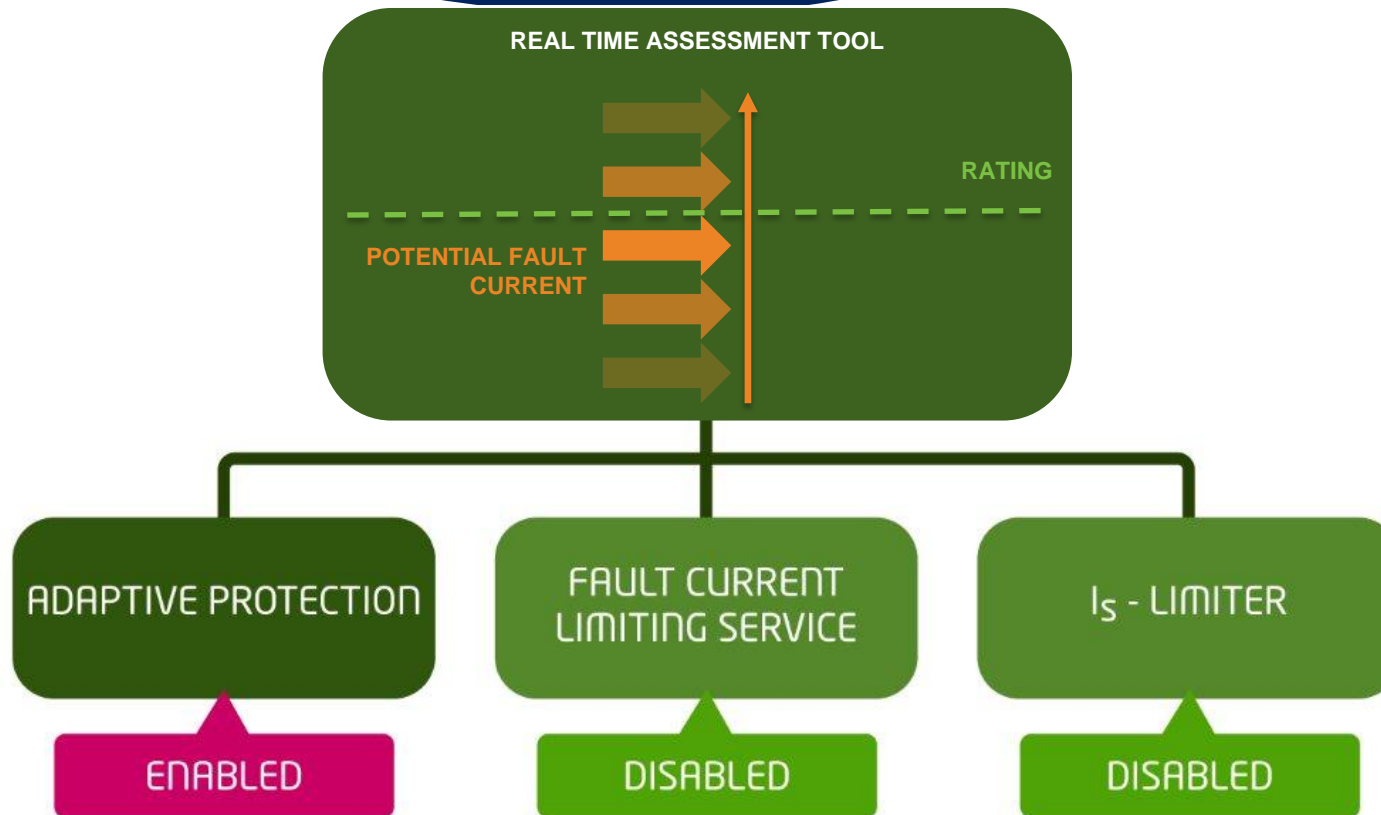 REAL TIME ASSESSMENT TOOL
RATING
POTENTIAL FAULT
CURRENT
ADAPTIVE PROTECTION
FAULT CURRENT
LIMITING SERVICE
Is - LIMITER
ENABLED
DISABLED
DISABLED